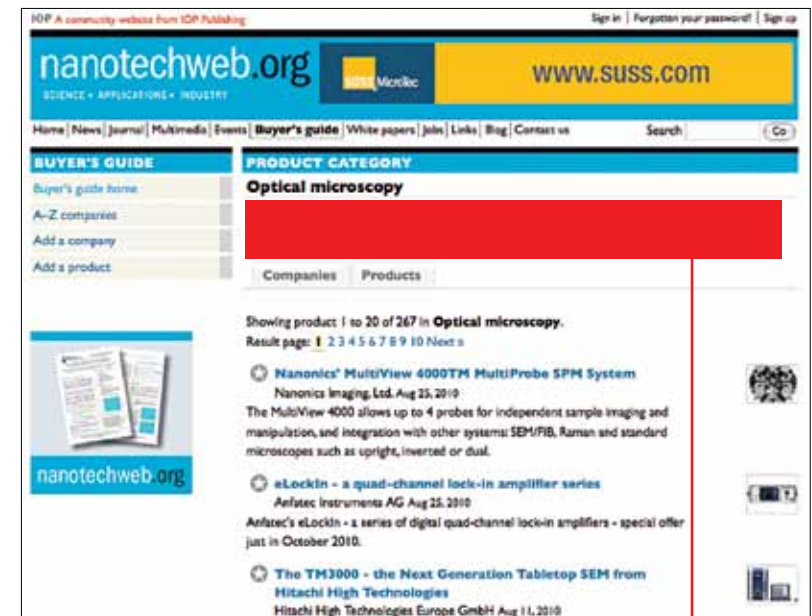 IOP A community website from IOP Publishing
Sign in | Forgotten your password? | Sign up
nanotechweb.org
SCIENCE • APPLICATIONS • INDUSTRY
SUSS MicroTec
www.suss.com
Home | News | Journal | Multimedia | Events | Buyer's guide | White papers | Jobs | Links | Blog | Contact us
Search
Go
BUYER'S GUIDE
Buyer's guide home
A–Z companies
Add a company
Add a product
nanotechweb.org
PRODUCT CATEGORY
Optical microscopy
Companies
Products
Showing product 1 to 20 of 267 in Optical microscopy.
Result page: 1 2 3 4 5 6 7 8 9 10 Next »
Nanonics' MultiView 4000TM MultiProbe SPM System
Nanonics Imaging, Ltd. Aug 25, 2010
The MultiView 4000 allows up to 4 probes for independent sample imaging and
manipulation, and integration with other systems: SEM/FIB, Raman and standard
microscopes such as upright, inverted or dual.
eLockIn - a quad-channel lock-in amplifier series
Anfatec Instruments AG Aug 25, 2010
Anfatec's eLockIn - a series of digital quad-channel lock-in amplifiers - special offer
just in October 2010.
The TM3000 - the Next Generation Tabletop SEM from
Hitachi High Technologies
Hitachi High Technologies Europe GmbH Aug 11, 2010